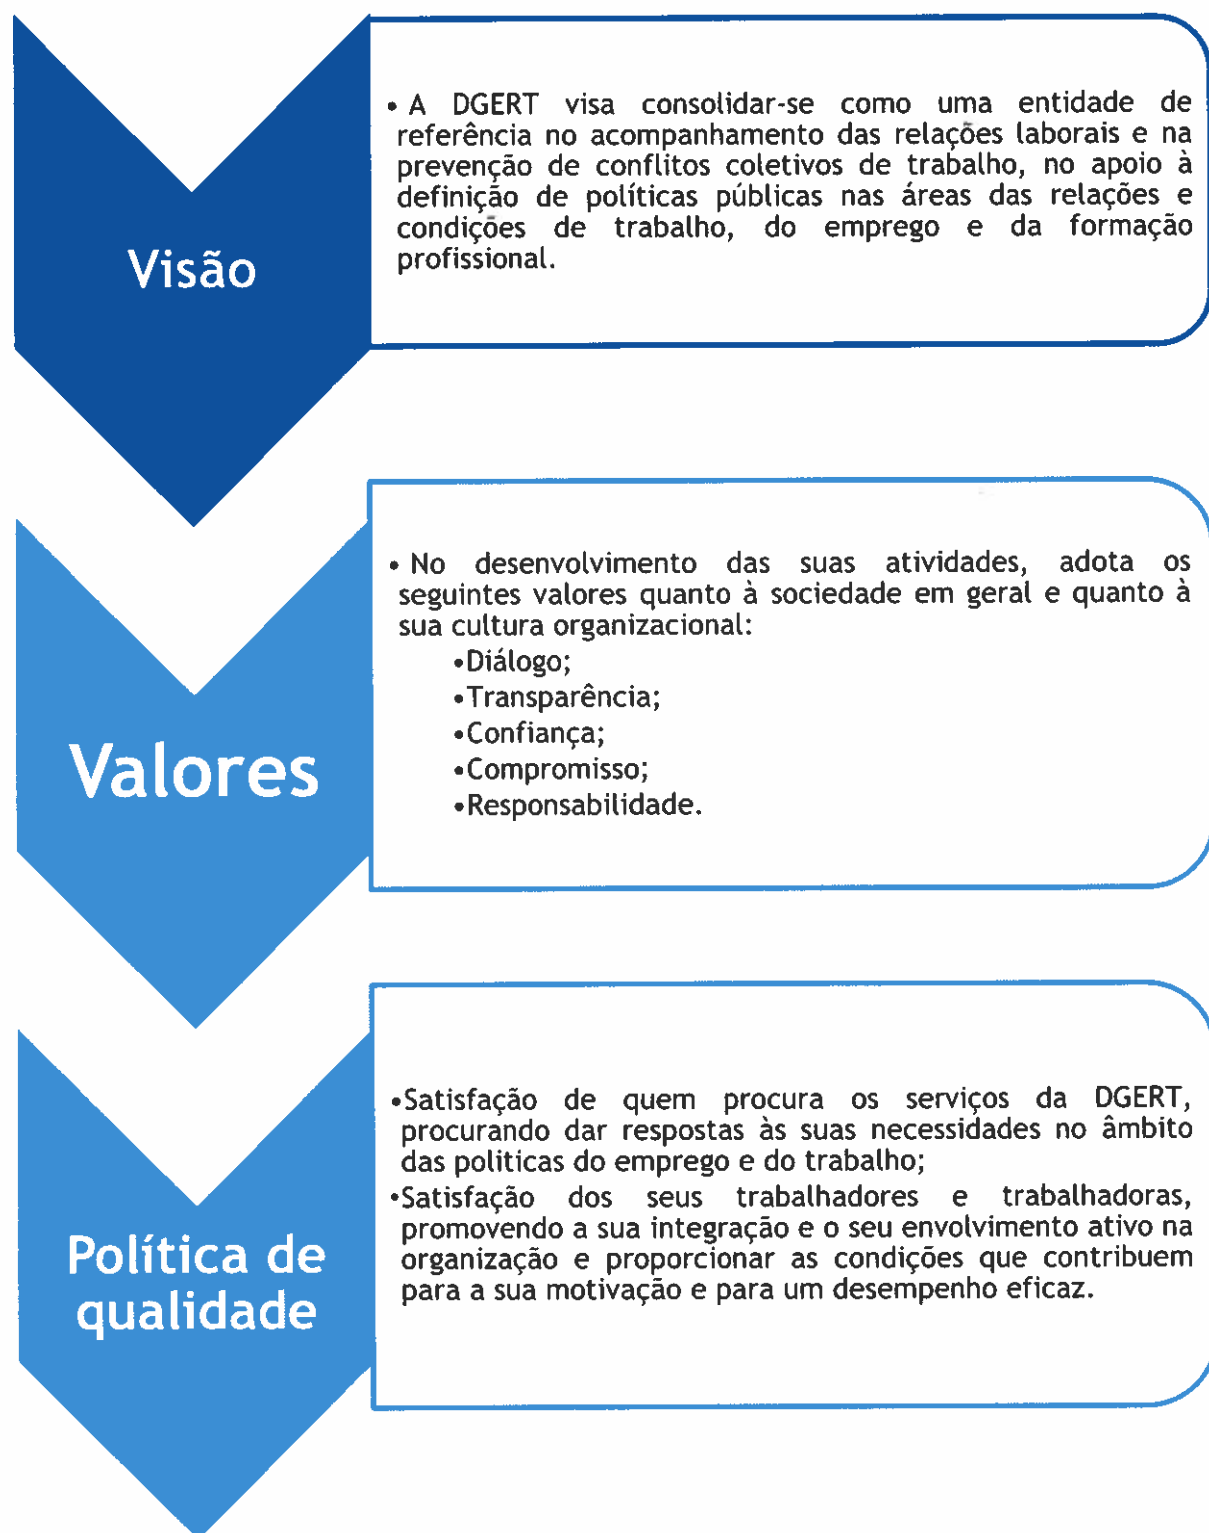 Visão
• A DGERT visa consolidar-se como uma entidade de
referência no acompanhamento das relações laborais e na
prevenção de conflitos coletivos de trabalho, no apoio à
definição de políticas públicas nas áreas das relações e
condições de trabalho, do emprego e da formação
profissional.
Valores
• No desenvolvimento das suas atividades, adota os
seguintes valores quanto à sociedade em geral e quanto à
sua cultura organizacional:
•Diálogo;
•Transparência;
•Confiança;
•Compromisso;
•Responsabilidade.
Política de
qualidade
•Satisfação de quem procura os serviços da DGERT,
procurando dar respostas às suas necessidades no âmbito
das politicas do emprego e do trabalho;
•Satisfação dos seus trabalhadores e trabalhadoras,
promovendo a sua integração e o seu envolvimento ativo na
organização e proporcionar as condições que contribuem
para a sua motivação e para um desempenho eficaz.